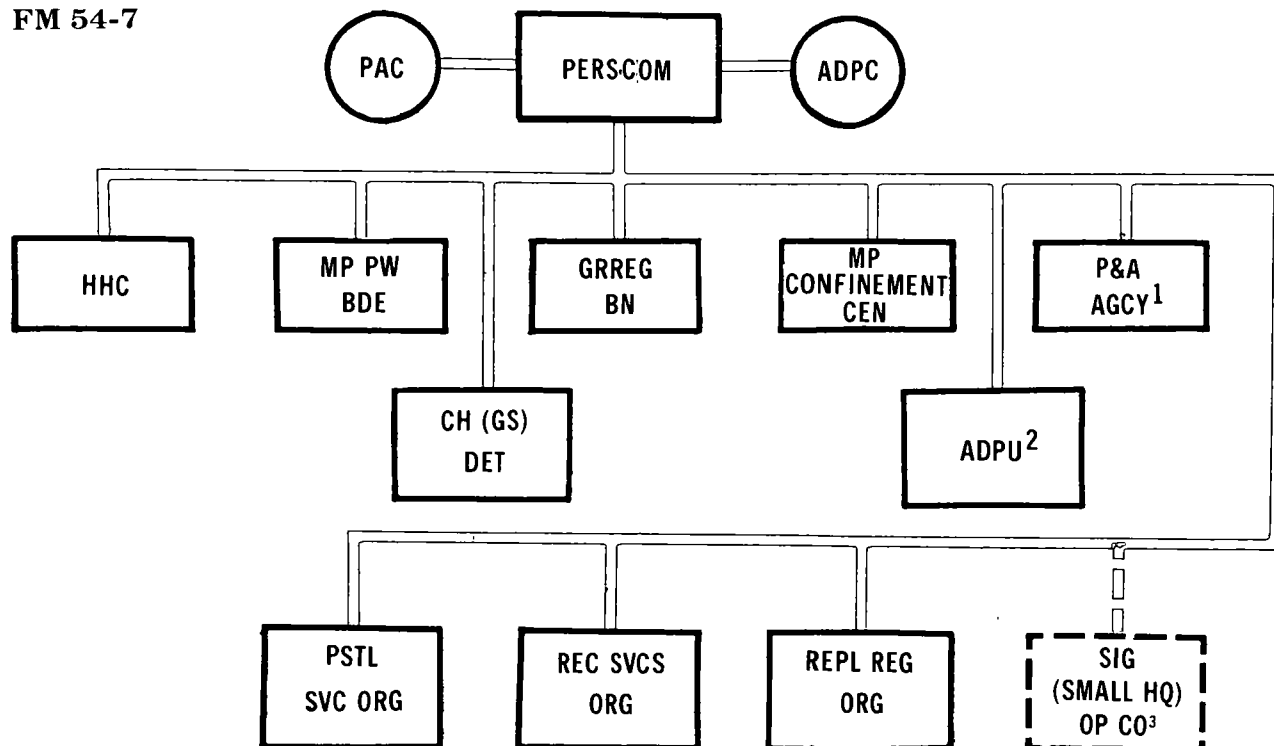 FM 54-7
PAC
PERSCOM
ADPC
HHC
MP PW
BDE
GRREG
BN
MP
CONFINEMENT
CEN
P&A
AGCY¹
CH (GS)
DET
ADPU²
PSTL
SVC ORG
REC SVCS
ORG
REPL REG
ORG
SIG
(SMALL HQ)
OP CO³